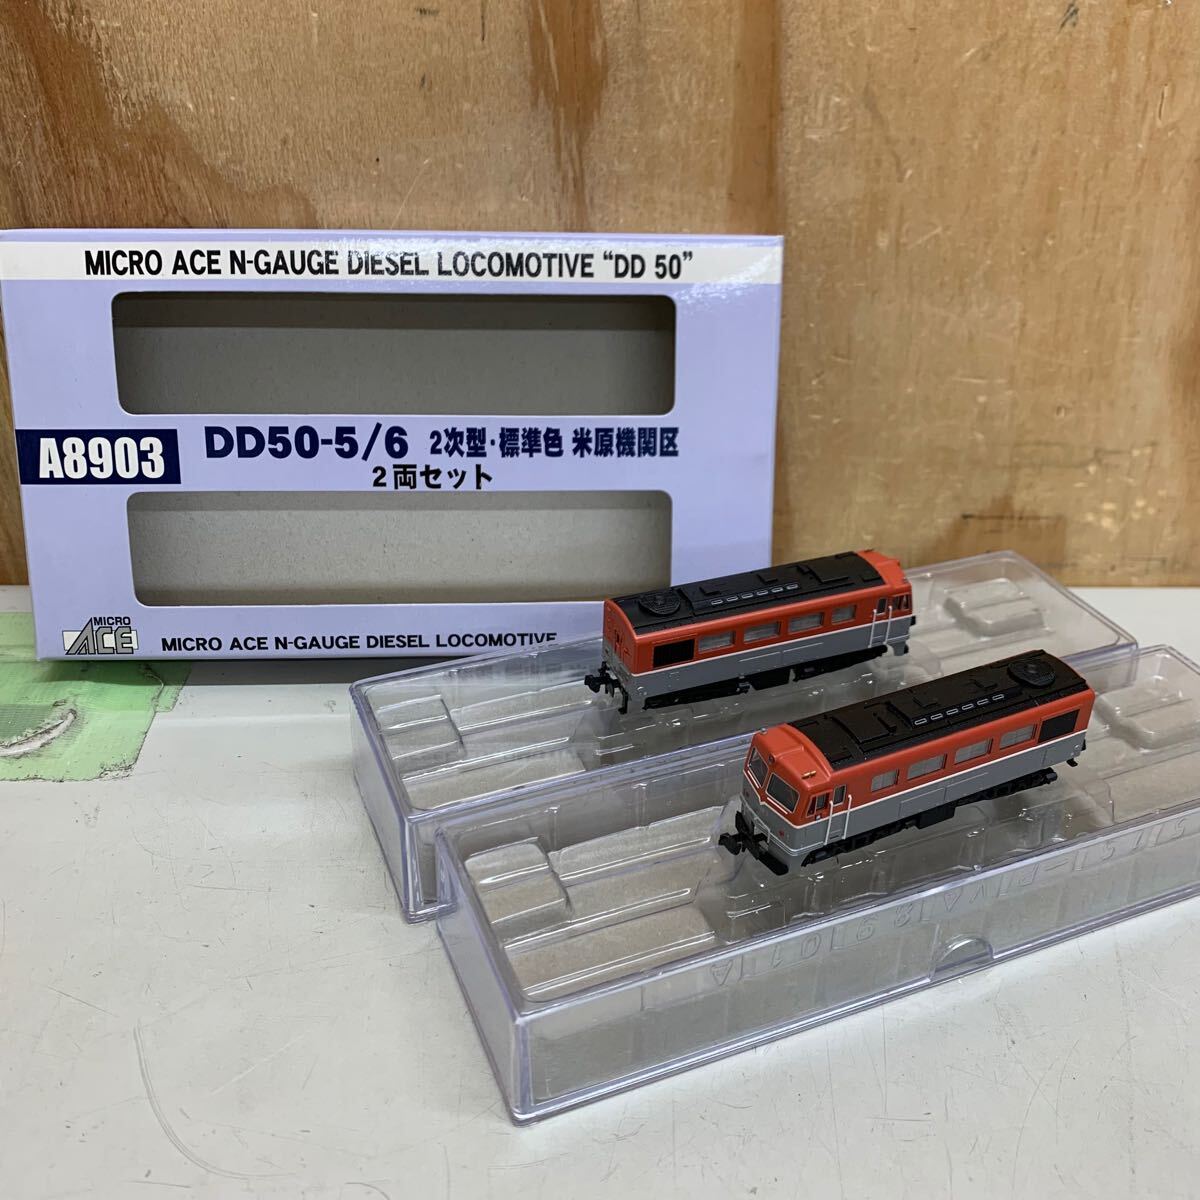 MICRO ACE N-GAUGE DIESEL LOCOMOTIVE “DD 50”
A8903
DD50-5/6 2次型・標準色 米原機関区
2両セット
MICRO
ACE
MICRO ACE N-GAUGE DIESEL LOCOMOTIVE